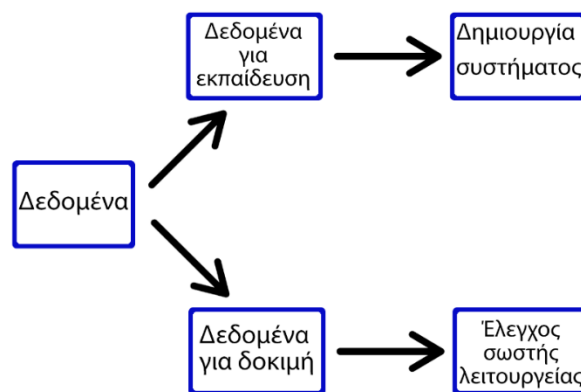 Δεδομένα
για
εκπαίδευση
Δημιουργία
συστήματος
Δεδομένα
Δεδομένα
για δοκιμή
Έλεγχος
σωστής
λειτουργείας